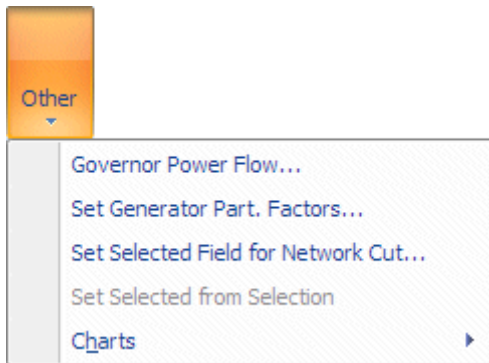 Other
Governor Power Flow...
Set Generator Part. Factors...
Set Selected Field for Network Cut...
Set Selected from Selection
Charts